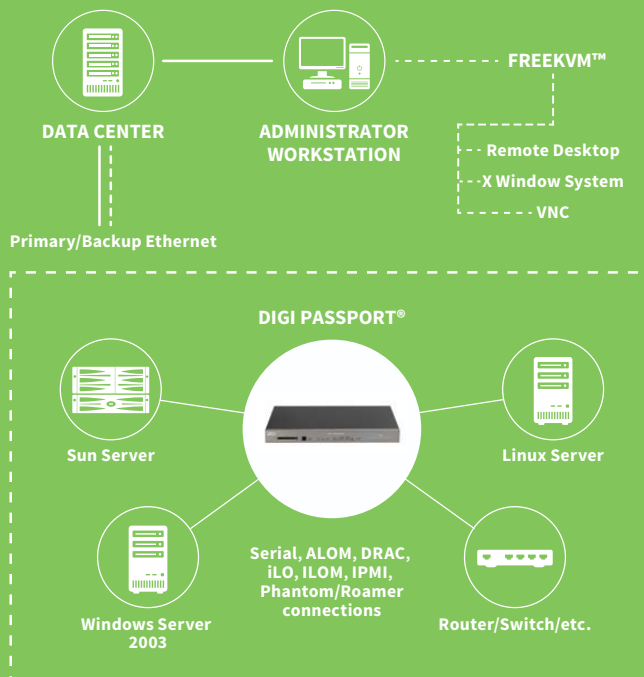 FREEKVM™
DATA CENTER
ADMINISTRATOR
WORKSTATION
Remote Desktop
X Window System
VNC
Primary/Backup Ethernet
DIGI PASSPORT®
Sun Server
Linux Server
Serial, ALOM, DRAC,
iLO, ILOM, IPMI,
Phantom/Roamer
connections
Windows Server
2003
Router/Switch/etc.